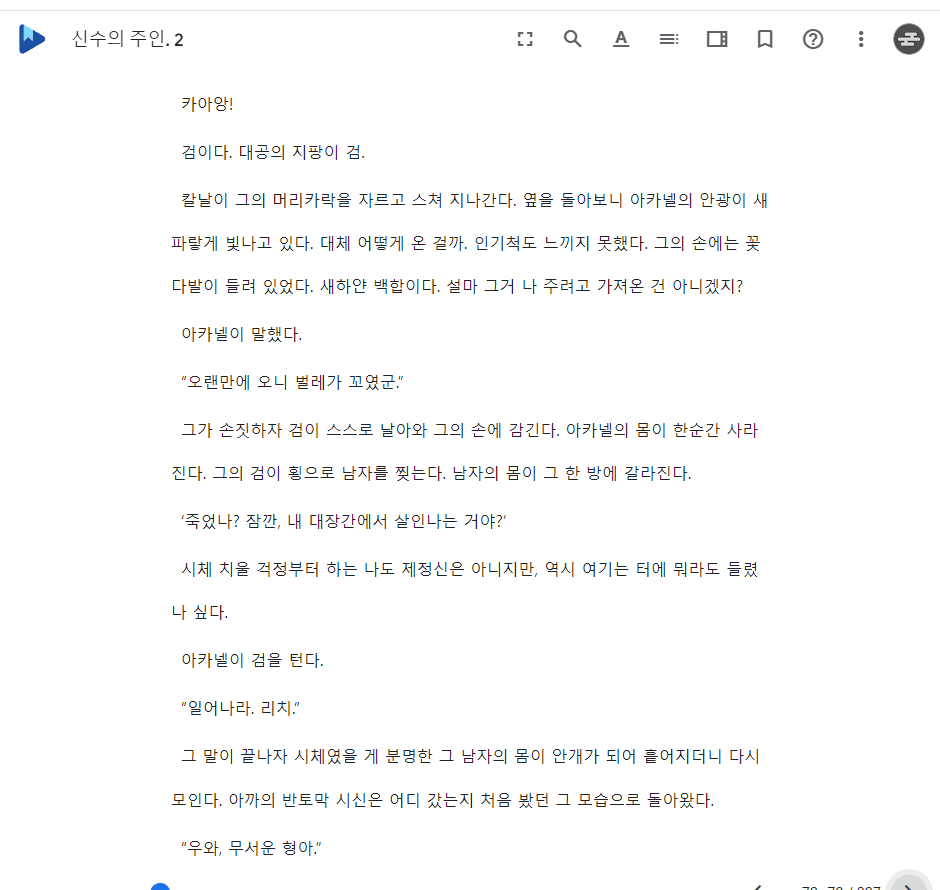 신수의 주인. 2
카아앙!
검이다. 대공의 지팡이 검.
칼날이 그의 머리카락을 자르고 스쳐 지나간다. 옆을 돌아보니 아카넬의 안광이 새
파랗게 빛나고 있다. 대체 어떻게 온 걸까. 인기척도 느끼지 못했다. 그의 손에는 꽃
다발이 들려 있었다. 새하얀 백합이다. 설마 그거 나 주려고 가져온 건 아니겠지?
아카넬이 말했다.
“오랜만에 오니 벌레가 꼬였군.”
그가 손짓하자 검이 스스로 날아와 그의 손에 감긴다. 아카넬의 몸이 한순간 사라
진다. 그의 검이 횡으로 남자를 찢는다. 남자의 몸이 그 한 방에 갈라진다.
‘죽었나? 잠깐, 내 대장간에서 살인나는 거야?’
시체 치울 걱정부터 하는 나도 제정신은 아니지만, 역시 여기는 터에 뭐라도 들렸
나 싶다.
아카넬이 검을 턴다.
“일어나라. 리치.”
그 말이 끝나자 시체였을 게 분명한 그 남자의 몸이 안개가 되어 흩어지더니 다시
모인다. 아까의 반토막 시신은 어디 갔는지 처음 봤던 그 모습으로 돌아왔다.
“우와, 무서운 형아.”